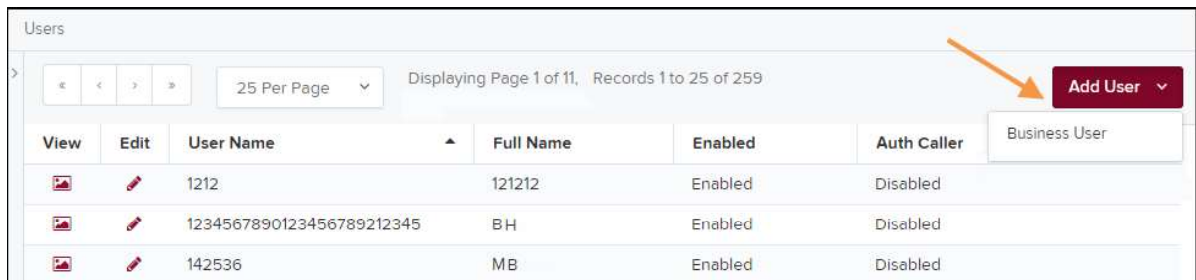 Users
25 Per Page Displaying Page 1 of 11, Records 1 to 25 of 259 Add User
Business User
View Edit User Name Full Name Enabled Auth Caller
1212 121212 Enabled Disabled
1234567890123456789212345 BH Enabled Disabled
142536 MB Enabled Disabled